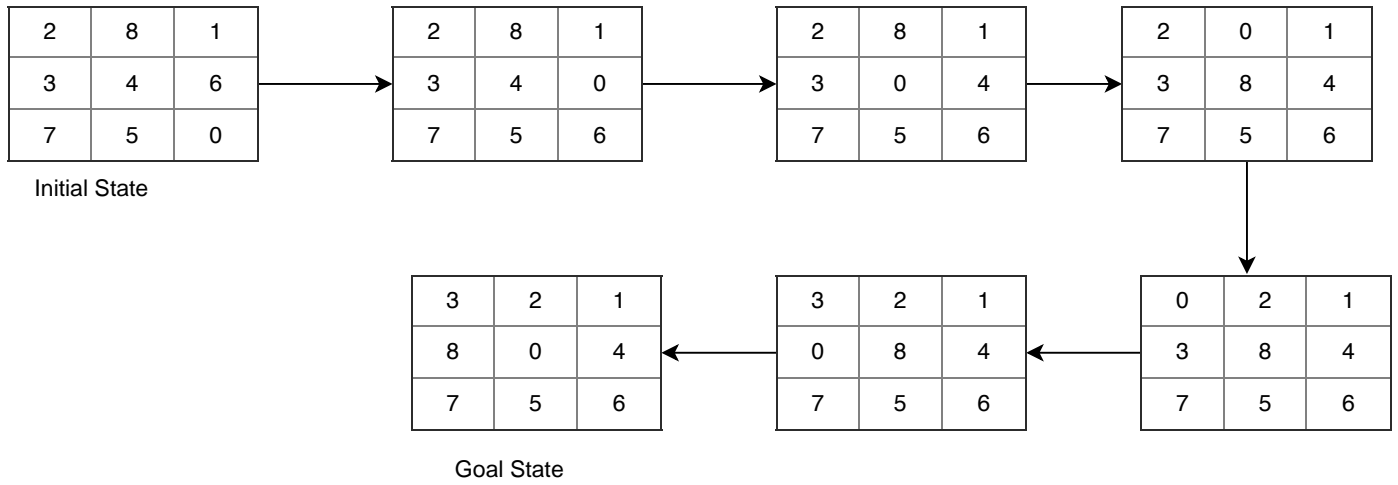 2 8 1 2 8 1 2 8 1 2 0 1
3 4 6 3 4 0 3 0 4 3 8 4
7 5 0 7 5 6 7 5 6 7 5 6
Initial State
3 2 1 3 2 1 0 2 1
8 0 4 0 8 4 3 8 4
7 5 6 7 5 6 7 5 6
Goal State